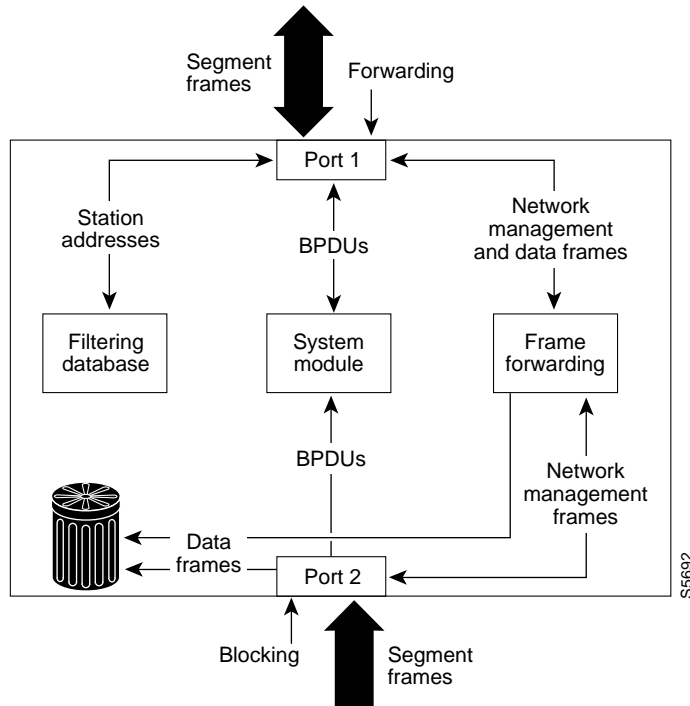 Segment
frames
Forwarding
Port 1
Station
addresses
BPDUs
Network
management
and data frames
Filtering
database
System
module
Frame
forwarding
BPDUs
Network
management
frames
Data
frames
Port 2
Blocking
Segment
frames
S5692